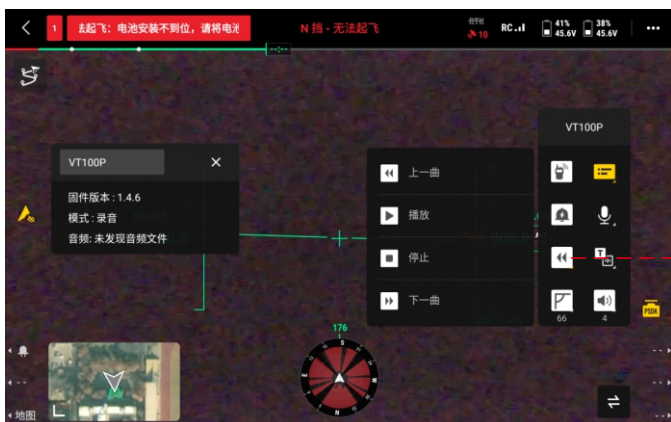 1 去起飞：电池安装不到位，请将电池
N 挡 - 无法起飞
10
RC
41%
45.6V
38%
45.6V
--:--
VT100P
VT100P
固件版本 : 1.4.6
模式 : 录音
音频: 未发现音频文件
上一曲
播放
停止
下一曲
T
66
4
PSDK
176
S
W
N
E
地图